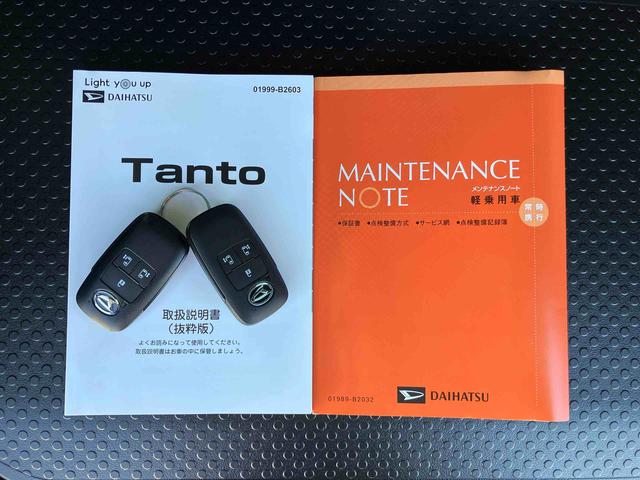 Light you up
DAIHATSU
01999-B2603
Tanto
取扱説明書
（抜粋版）
よくお読みになって使用してください。
取扱説明書はお車の中に保管しましょう。
MAINTENANCE
NOTE
メンテナンスノート
軽乗用車
常時
携行
●保証書 ●点検整備方式 ●サービス網 ●点検整備記録簿
01989-B2032
DAIHATSU